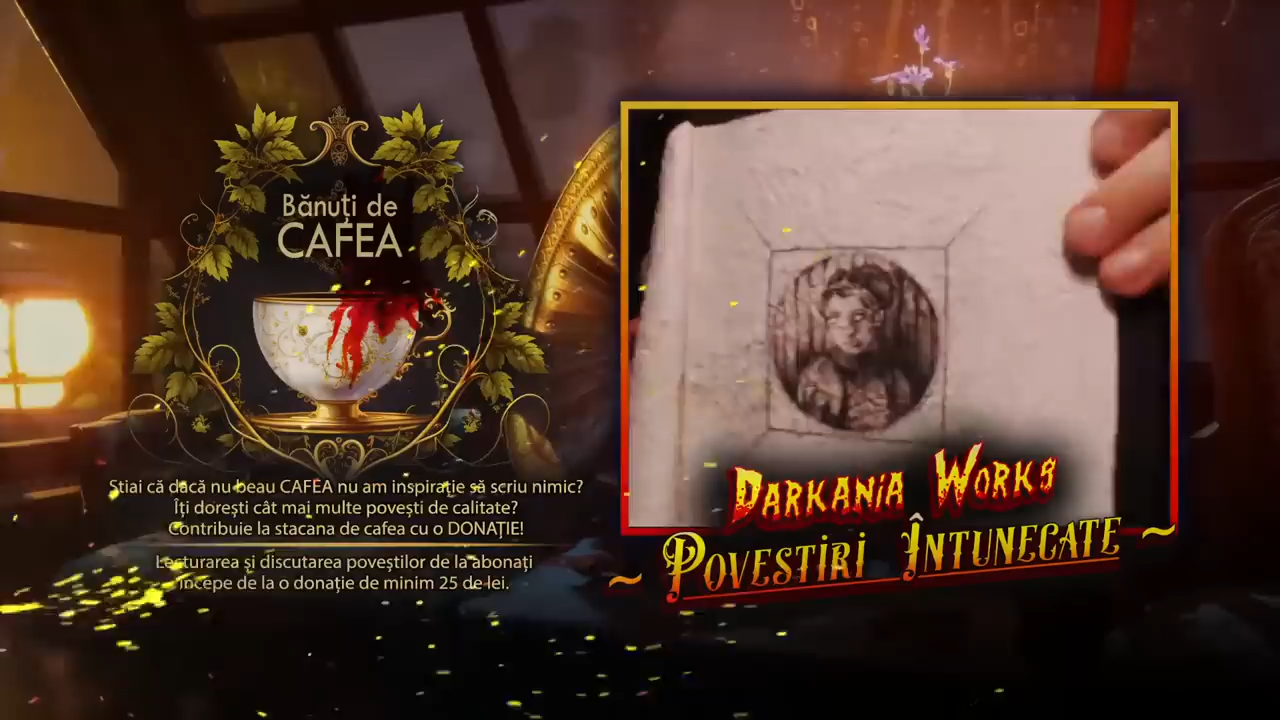 Bănuți de
CAFEA
Știai că dacă nu beau CAFEA nu am inspirație să scriu nimic?
Îți dorești cât mai multe povești de calitate?
Contribuie la stacana de cafea cu o DONAȚIE!
Lecturarea și discutarea poveștilor de la abonați
începe de la o donație de minim 25 de lei.
DARKANIA WORKS
~ POVESTIRI ÎNTUNECATE ~